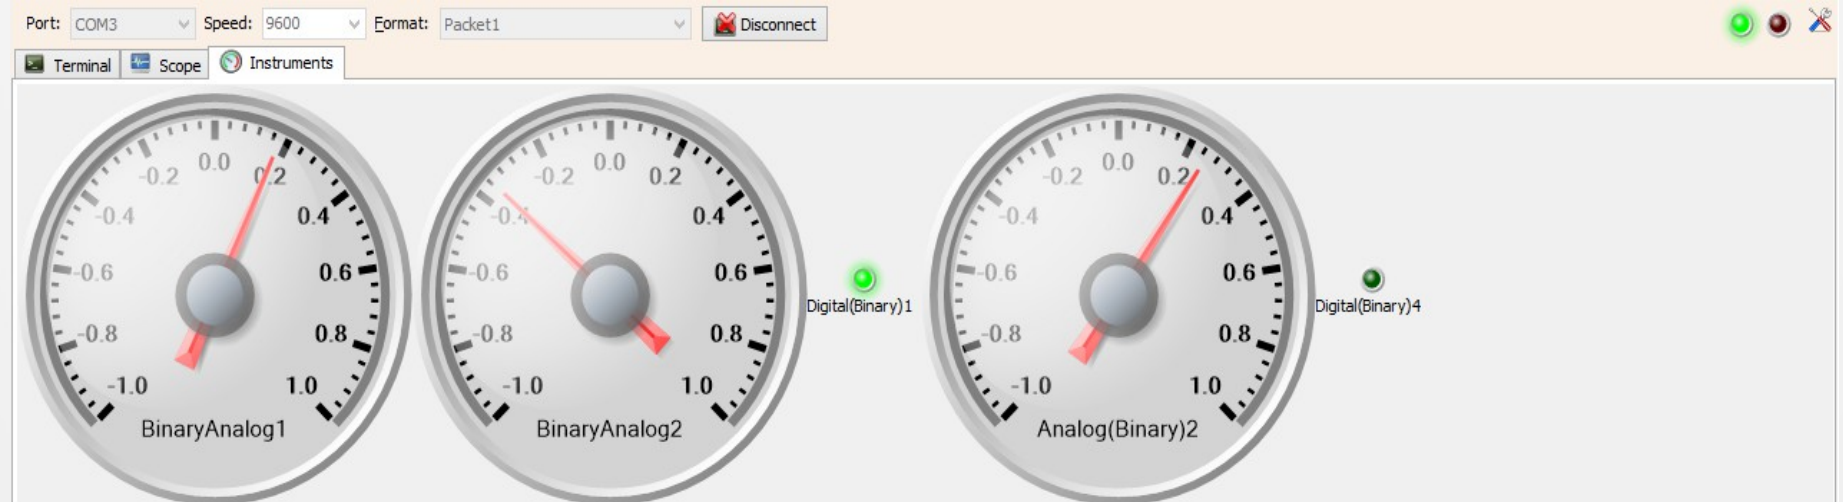 Port: COM3 Speed: 9600 Format: Packet1 Disconnect
Terminal Scope Instruments
-1.0 -0.8 -0.6 -0.4 -0.2 0.0 0.2 0.4 0.6 0.8 1.0
BinaryAnalog1
-1.0 -0.8 -0.6 -0.4 -0.2 0.0 0.2 0.4 0.6 0.8 1.0
BinaryAnalog2
Digital(Binary)1
-1.0 -0.8 -0.6 -0.4 -0.2 0.0 0.2 0.4 0.6 0.8 1.0
Analog(Binary)2
Digital(Binary)4